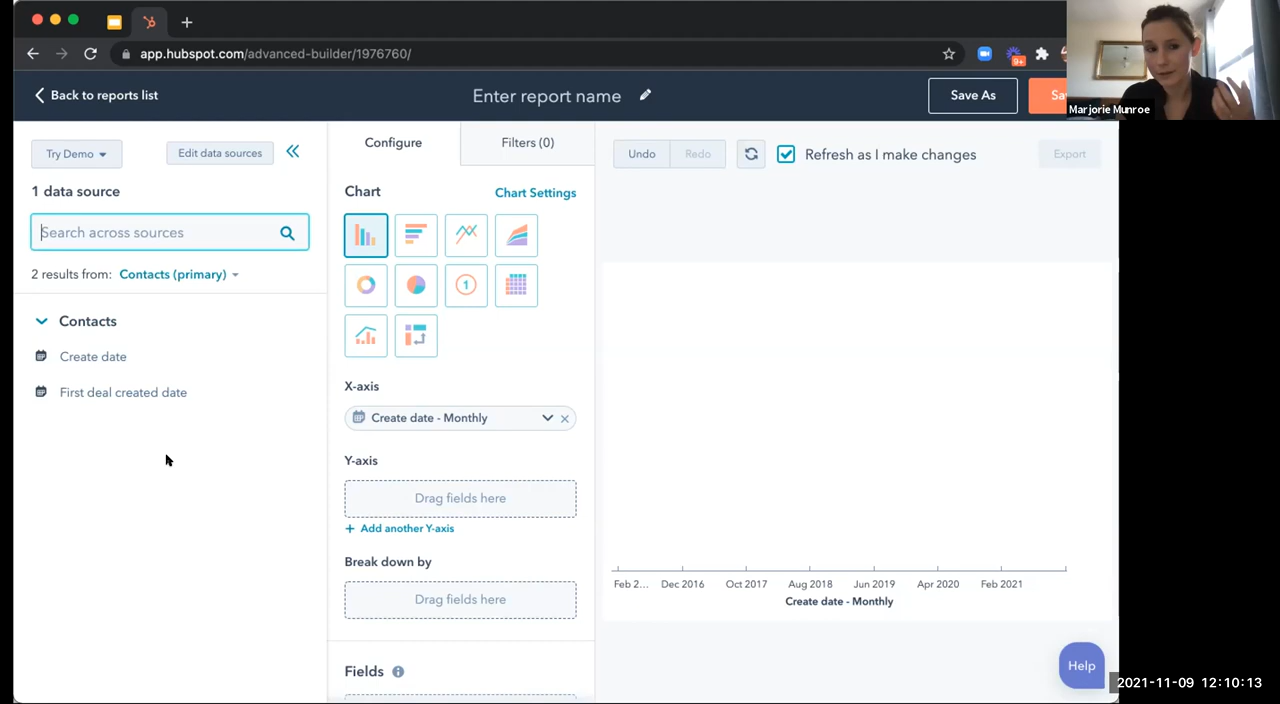 app.hubspot.com/advanced-builder/1976760/
9+
Marjorie Munroe
Back to reports list
Enter report name
Save As
Try Demo
Edit data sources
Configure
Filters (0)
Undo
Redo
Refresh as I make changes
Export
1 data source
Search across sources
2 results from: Contacts (primary)
Contacts
Create date
First deal created date
Chart
Chart Settings
1
X-axis
Create date - Monthly
Y-axis
Drag fields here
+ Add another Y-axis
Break down by
Drag fields here
Fields
Feb 2... Dec 2016 Oct 2017 Aug 2018 Jun 2019 Apr 2020 Feb 2021
Create date - Monthly
Help
2021-11-09 12:10:13